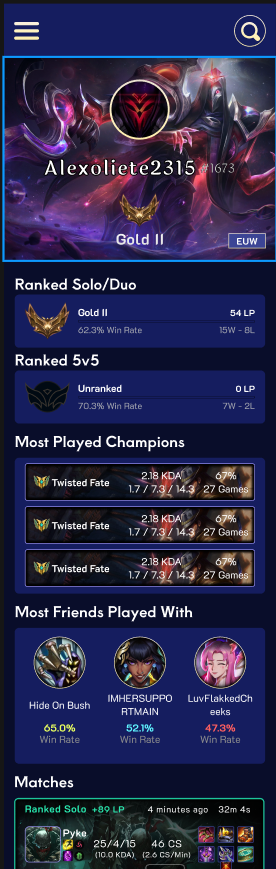 Alexoliete2315 #1673
Gold II
EUW
Ranked Solo/Duo
Gold II 54 LP
62.3% Win Rate 15W - 8L
Ranked 5v5
Unranked 0 LP
70.3% Win Rate 7W - 2L
Most Played Champions
2.18 KDA 67%
Twisted Fate
1.7 / 7.3 / 14.3 27 Games
2.18 KDA 67%
Twisted Fate
1.7 / 7.3 / 14.3 27 Games
2.18 KDA 67%
Twisted Fate
1.7 / 7.3 / 14.3 27 Games
Most Friends Played With
Hide On Bush
65.0%
Win Rate
IMHERSUPPO
RTMAIN
52.1%
Win Rate
LuvFlakkedCh
eeks
47.3%
Win Rate
Matches
Ranked Solo +89 LP 4 minutes ago 32m 4s
Pyke
25/4/15 46 CS
(10.0 KDA) (2.6 CS/Min)